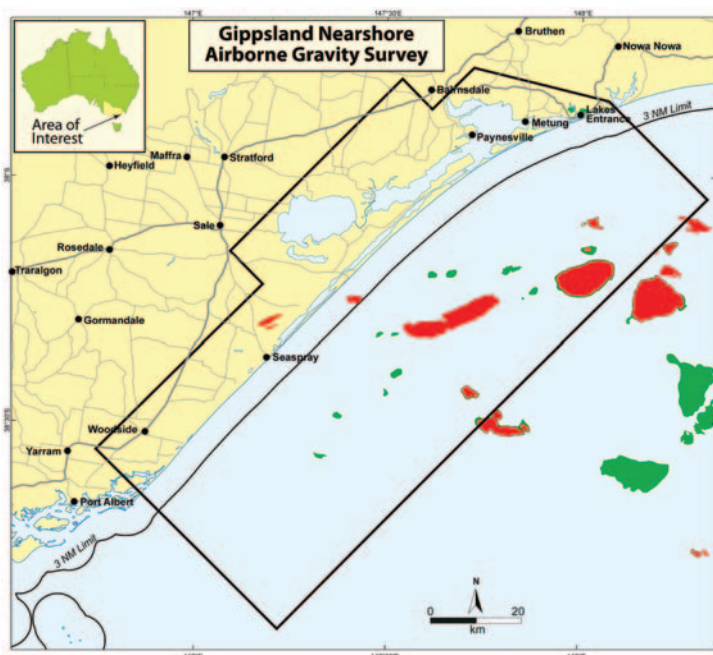 147°E
147°30'
148°E
Gippsland Nearshore
Airborne Gravity Survey
Area of
Interest
Bruthen
Nowa Nowa
Bairnsdale
Lakes
Entrance
3 NM Limit
Metung
Paynesville
Maffra
Stratford
Heyfield
38°S
Sale
Rosedale
Traralgon
Gormandale
Seaspray
38°30'S
Woodside
Yarram
Port Albert
3 NM Limit
N
0
20
km